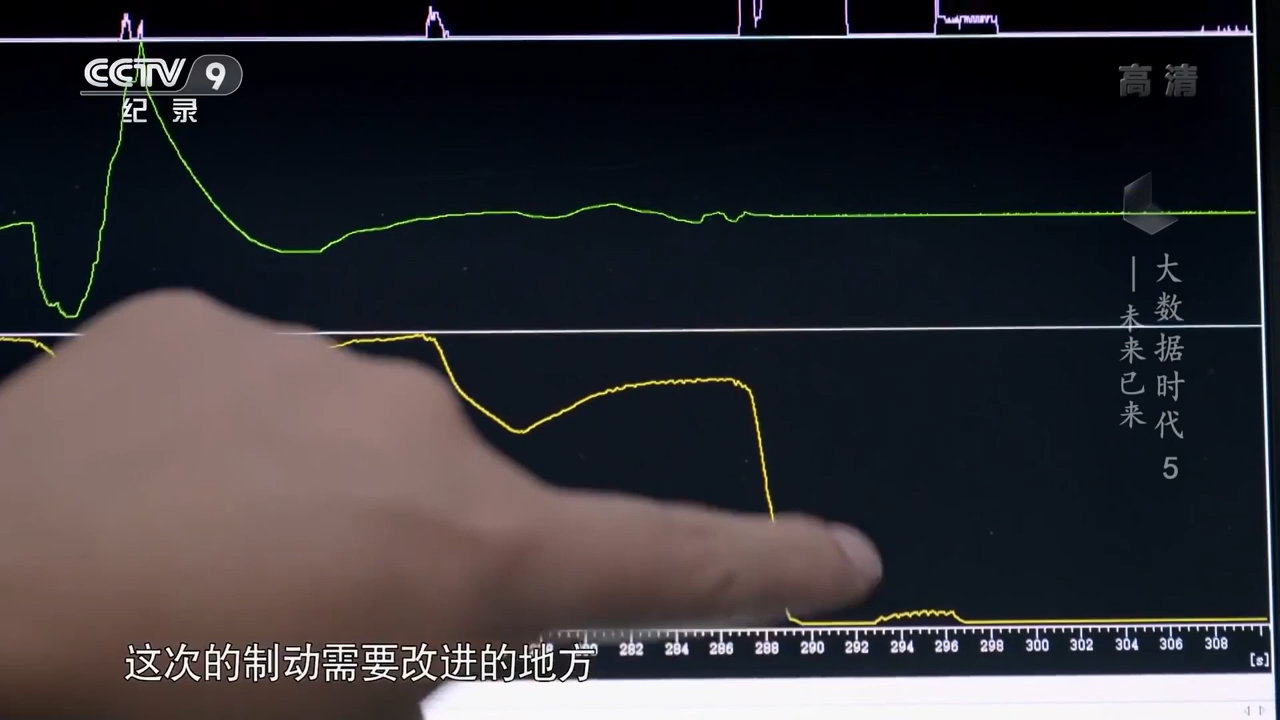 CCTV 9
纪录
高清
大数据时代 5
—未来已来
282 284 286 288 290 292 294 296 298 300 302 304 306 308
[s]
这次的制动需要改进的地方